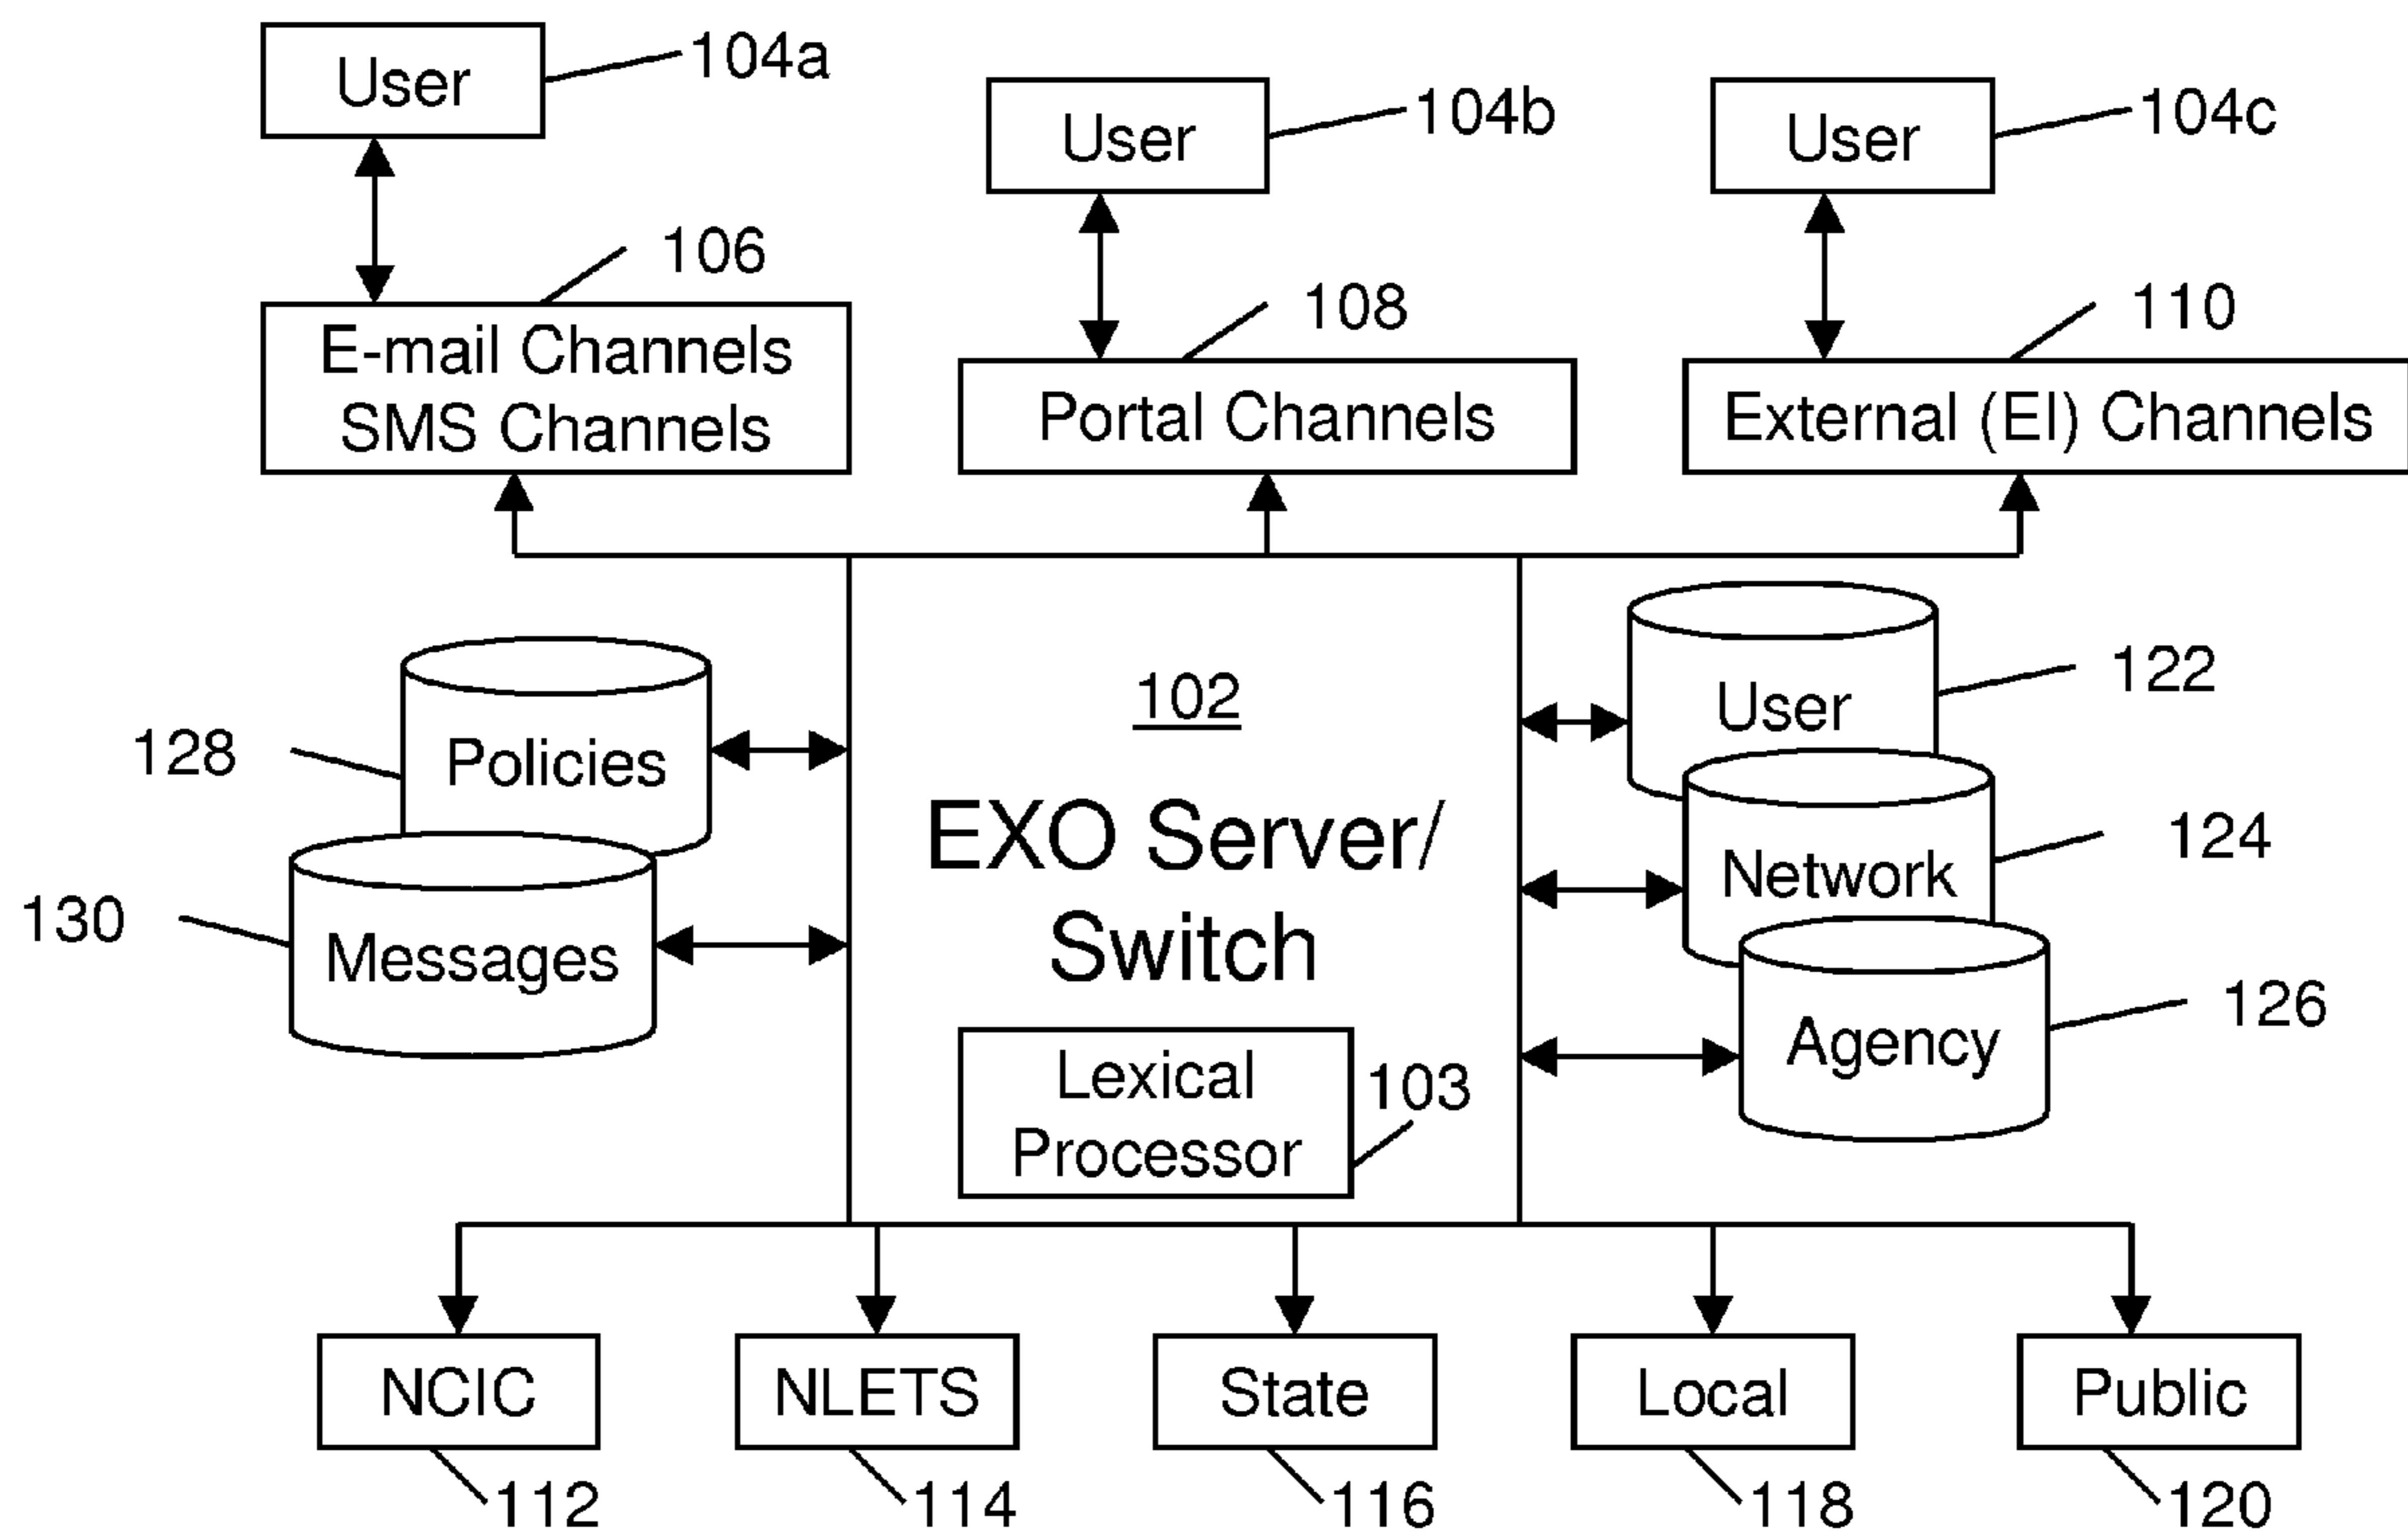 User
104a
User
104b
User
104c
106
E-mail Channels
SMS Channels
108
Portal Channels
110
External (EI) Channels
128
Policies
130
Messages
102
EXO Server/
Switch
Lexical
Processor
103
User
122
Network
124
Agency
126
NCIC
NLETS
State
Local
Public
112
114
116
118
120